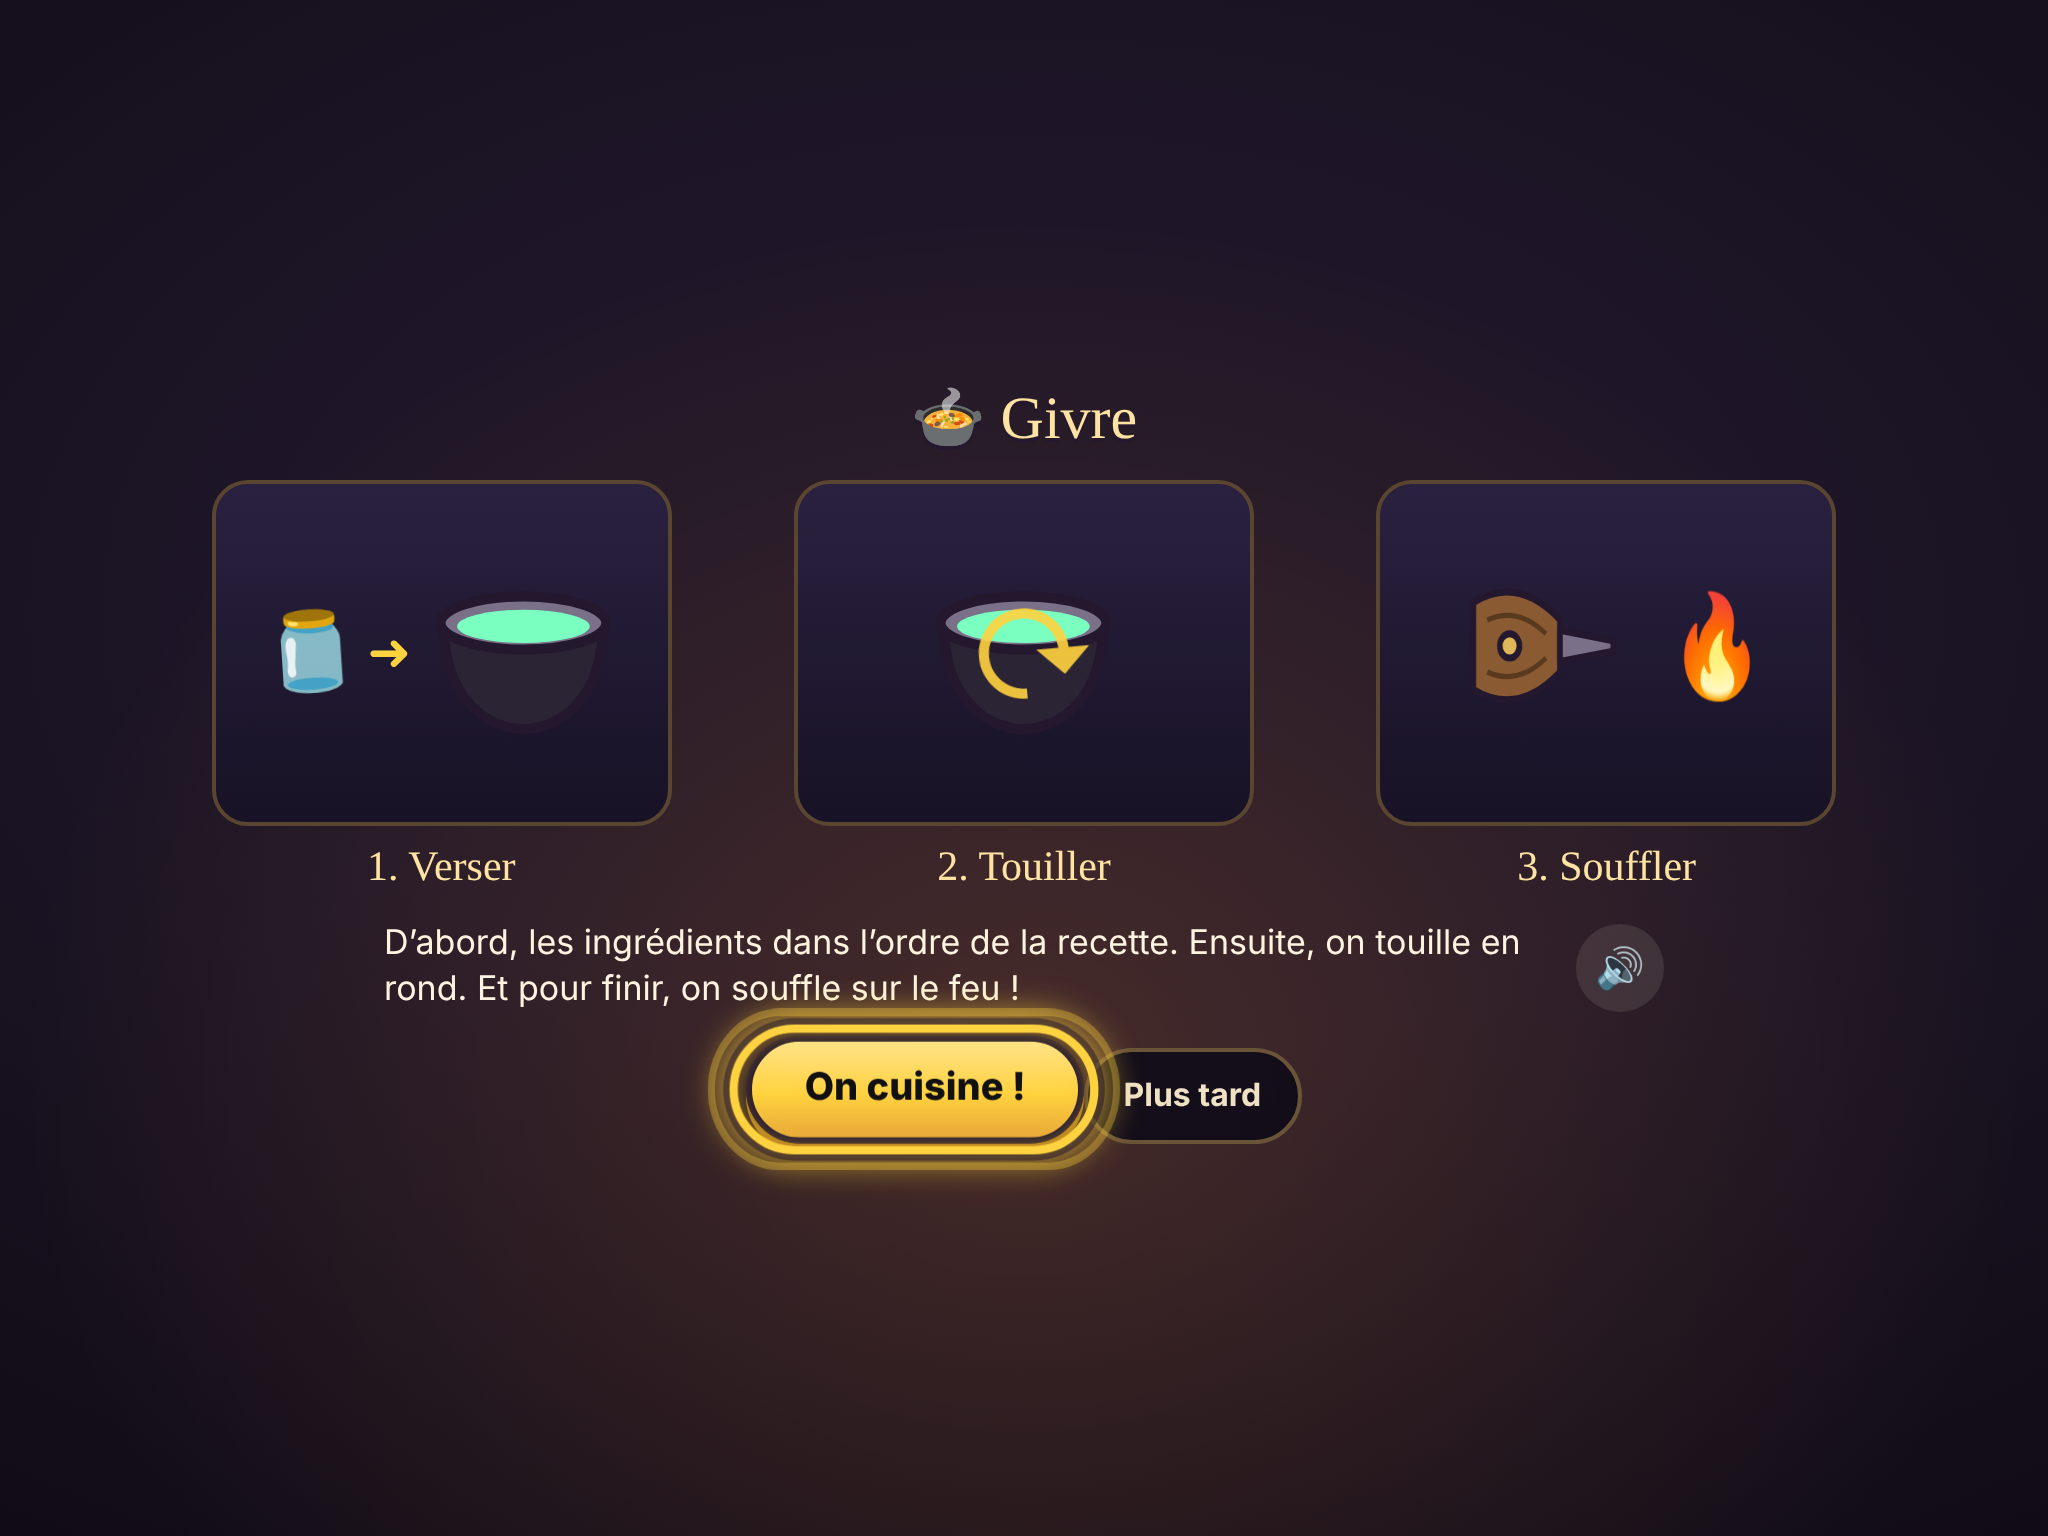 Givre
1. Verser
2. Touiller
3. Souffler
D’abord, les ingrédients dans l’ordre de la recette. Ensuite, on touille en
rond. Et pour finir, on souffle sur le feu !
On cuisine !
Plus tard